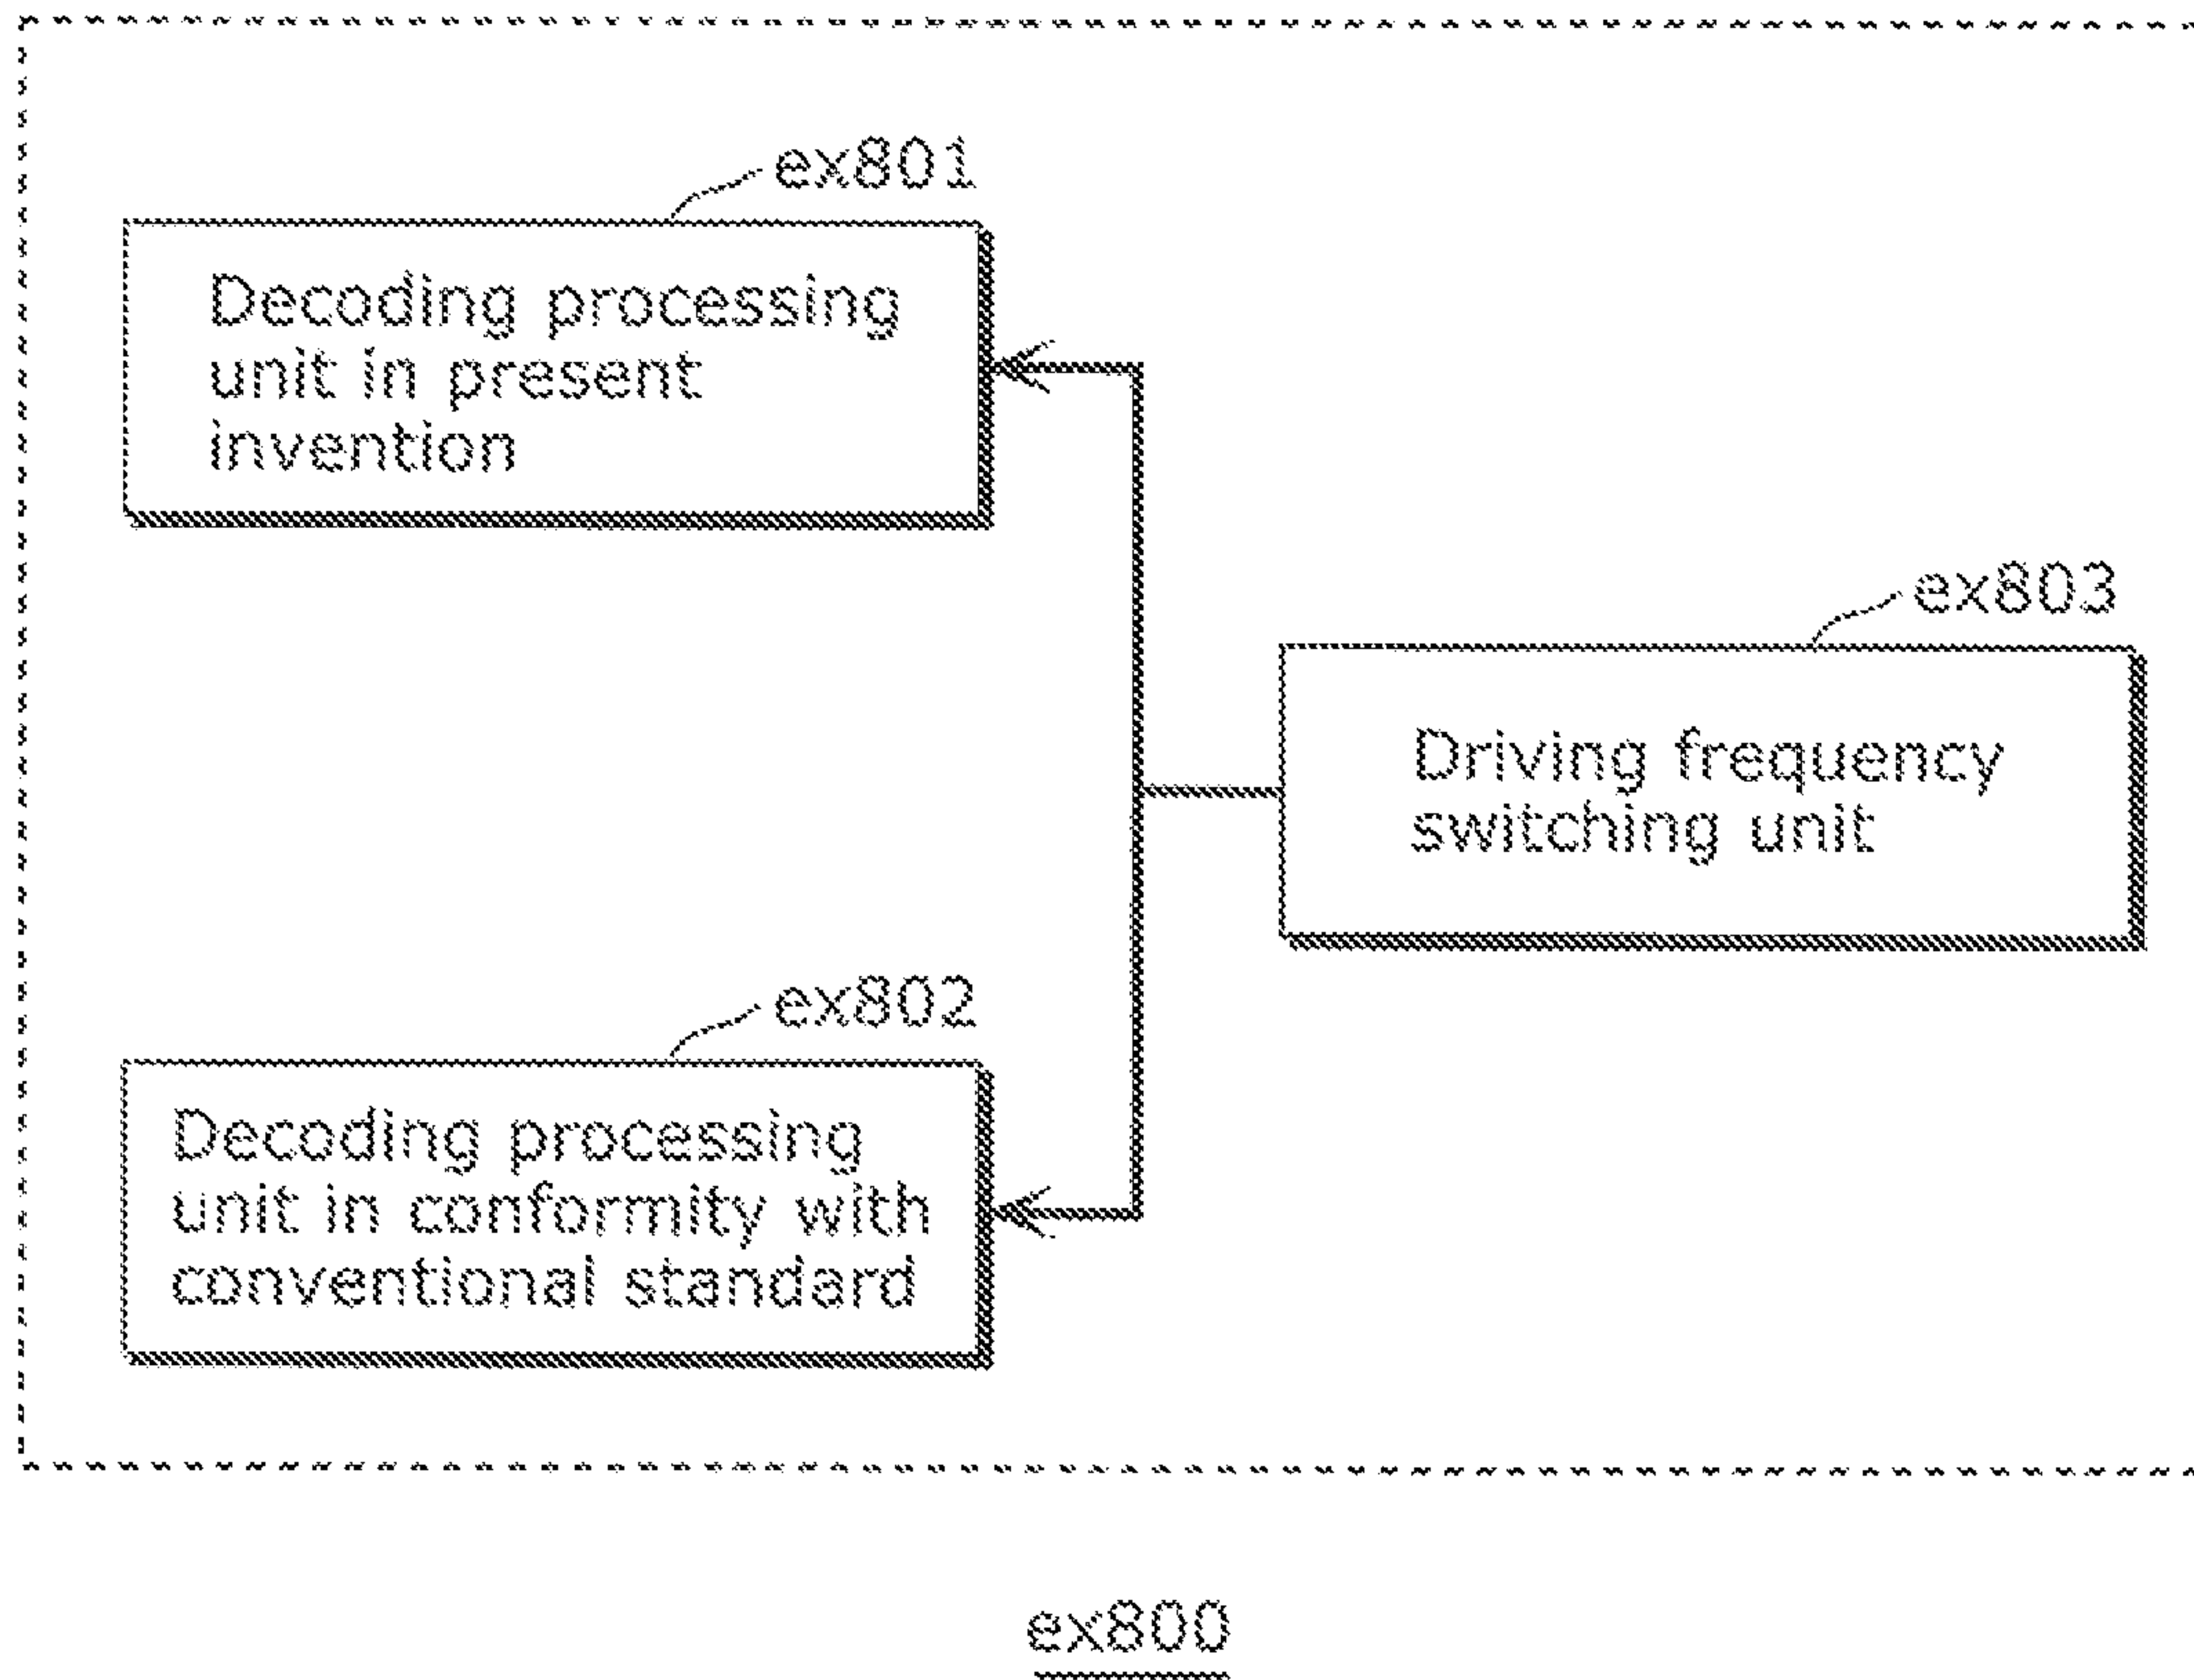 ex801
Decoding processing
unit in present
invention
ex803
Driving frequency
switching unit
ex802
Decoding processing
unit in conformity with
conventional standard
ex800